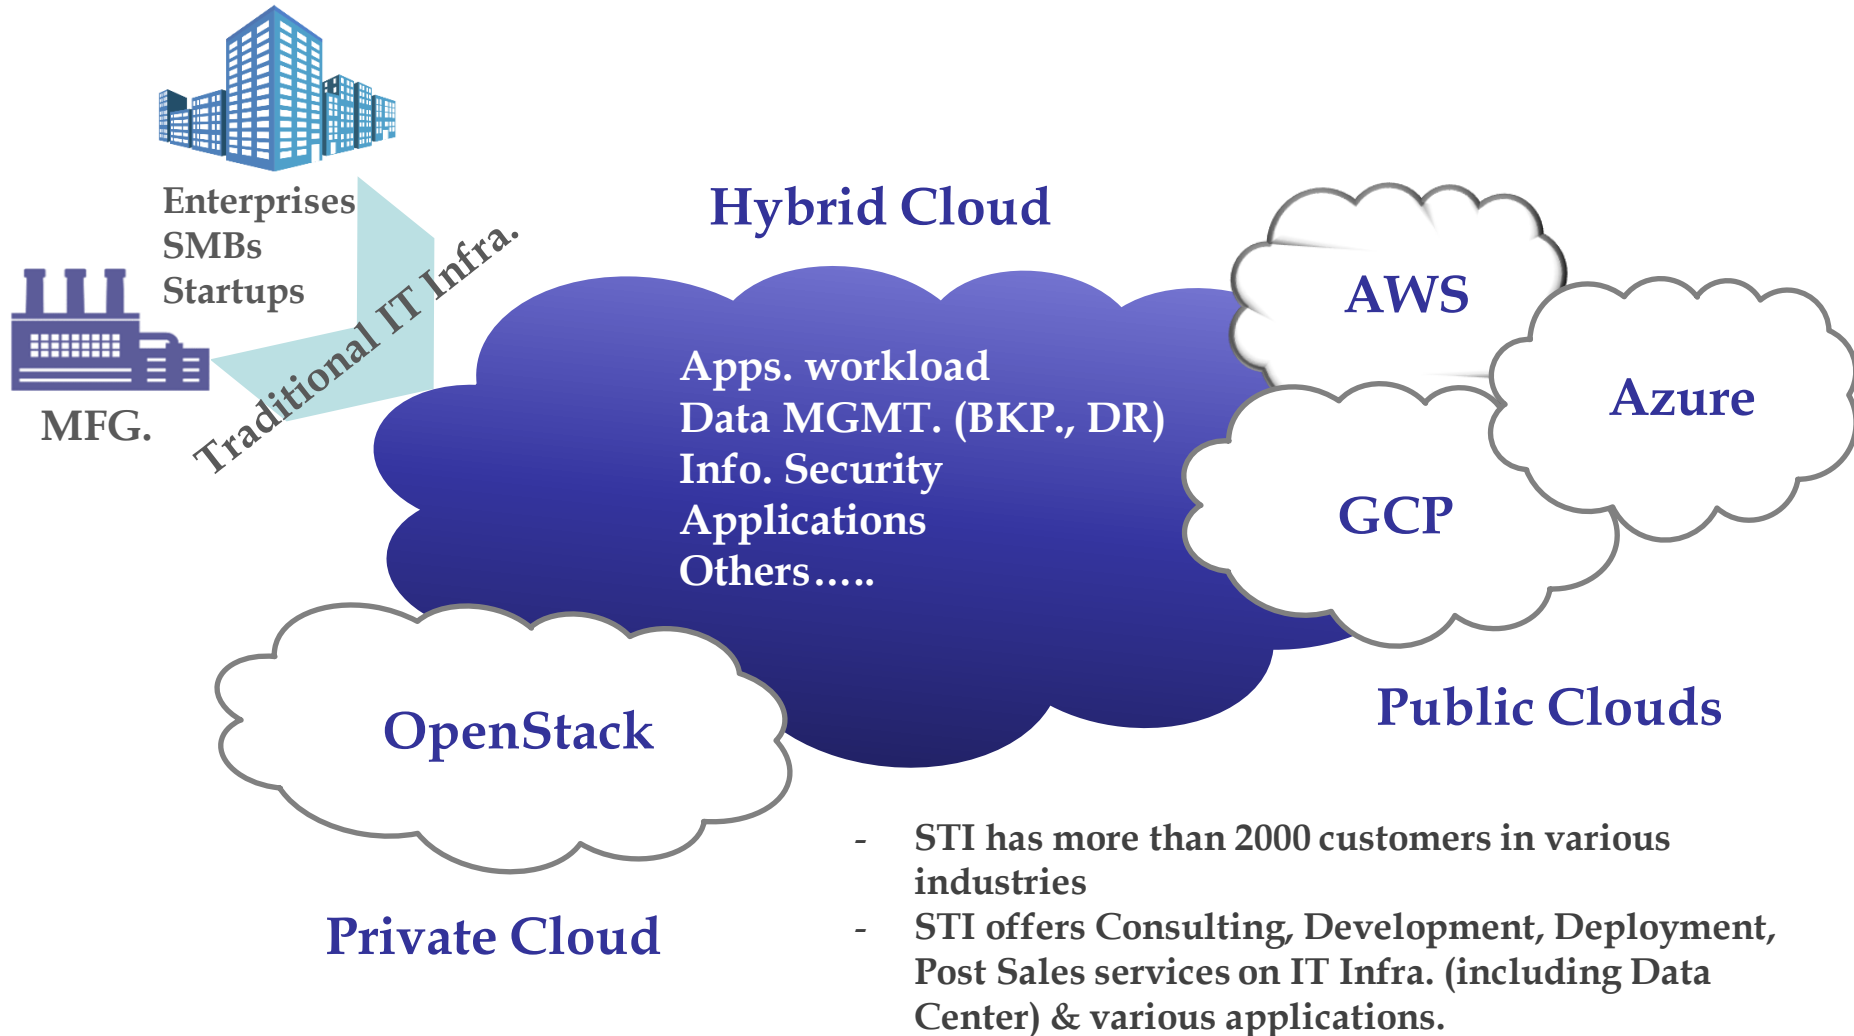 Enterprises
SMBs
Startups
MFG.
Traditional IT Infra.
Hybrid Cloud
Apps. workload
Data MGMT. (BKP., DR)
Info. Security
Applications
Others…..
AWS
Azure
GCP
Public Clouds
OpenStack
Private Cloud
- STI has more than 2000 customers in various
industries
- STI offers Consulting, Development, Deployment,
Post Sales services on IT Infra. (including Data
Center) & various applications.